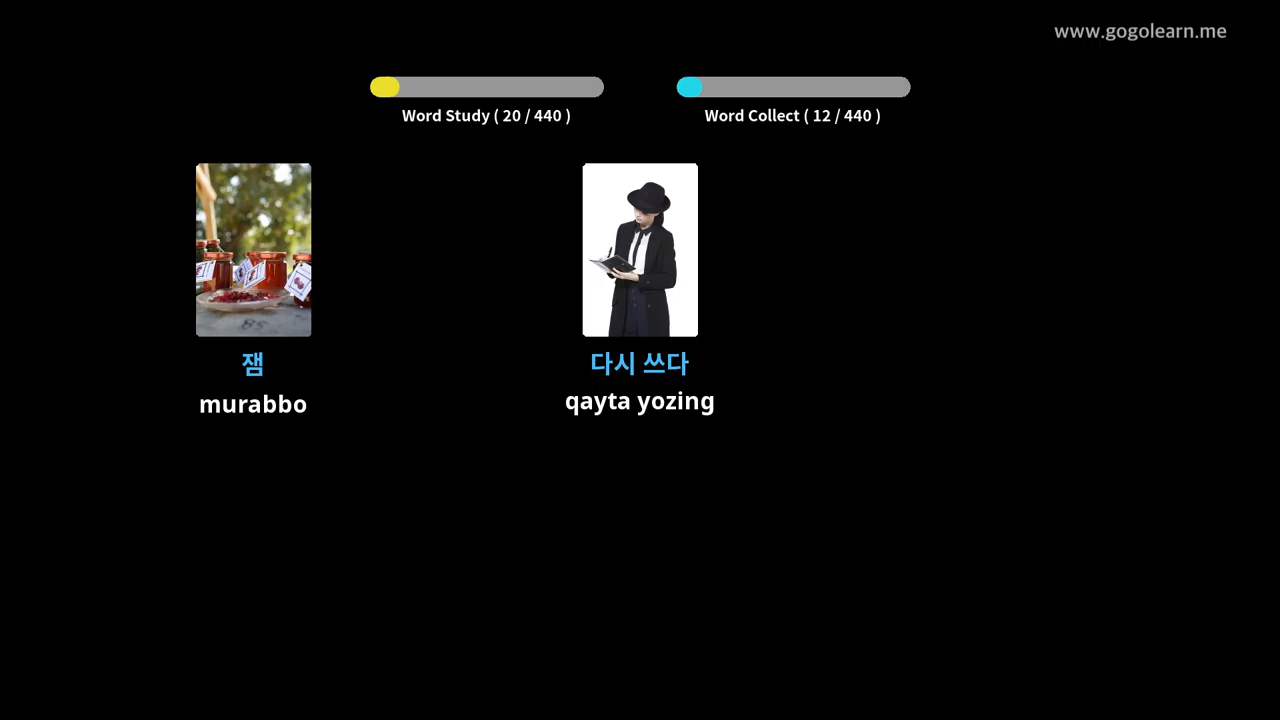 www.gogolearn.me
Word Study ( 20 / 440 )
Word Collect ( 12 / 440 )
잼
murabbo
다시 쓰다
qayta yozing